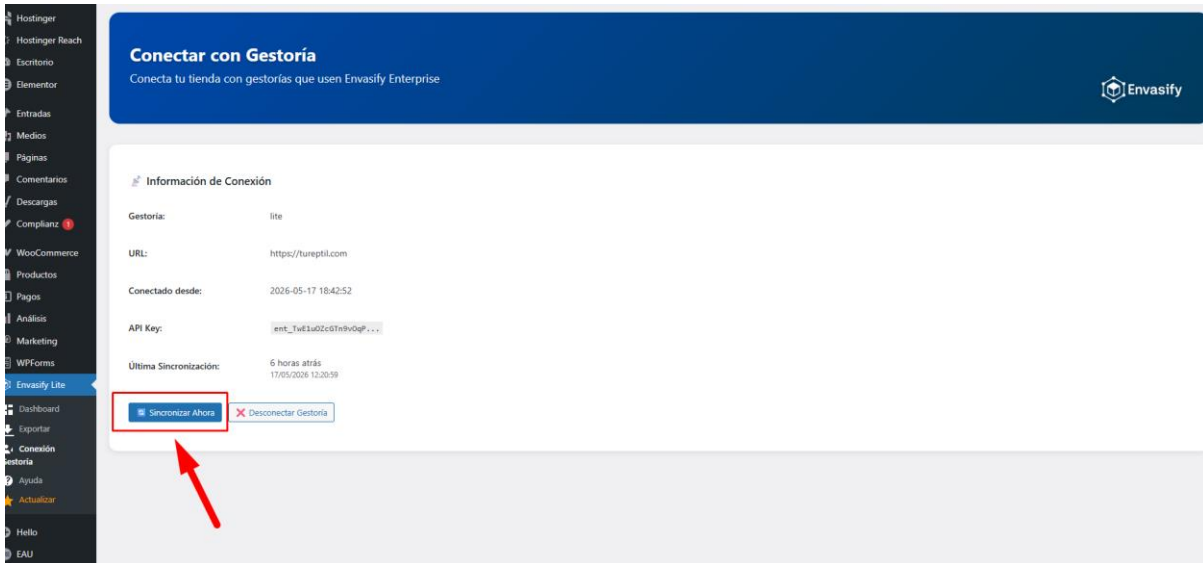 Hostinger
Hostinger Reach
Escritorio
Elementor
Entradas
Medios
Páginas
Comentarios
Descargas
Complianz 1
WooCommerce
Productos
Pagos
Análisis
Marketing
WPForms
Envasify Lite
Dashboard
Exportar
Conexión
Gestoría
Ayuda
Actualizar
Hello
EAU
Conectar con Gestoría
Conecta tu tienda con gestorías que usen Envasify Enterprise
Envasify
Información de Conexión
Gestoría: lite
URL: https://tureptil.com
Conectado desde: 2026-05-17 18:42:52
API Key: ent_TwE1uOZcGTn9vOqP...
Última Sincronización: 6 horas atrás
17/05/2026 12:20:59
Sincronizar Ahora Desconectar Gestoría